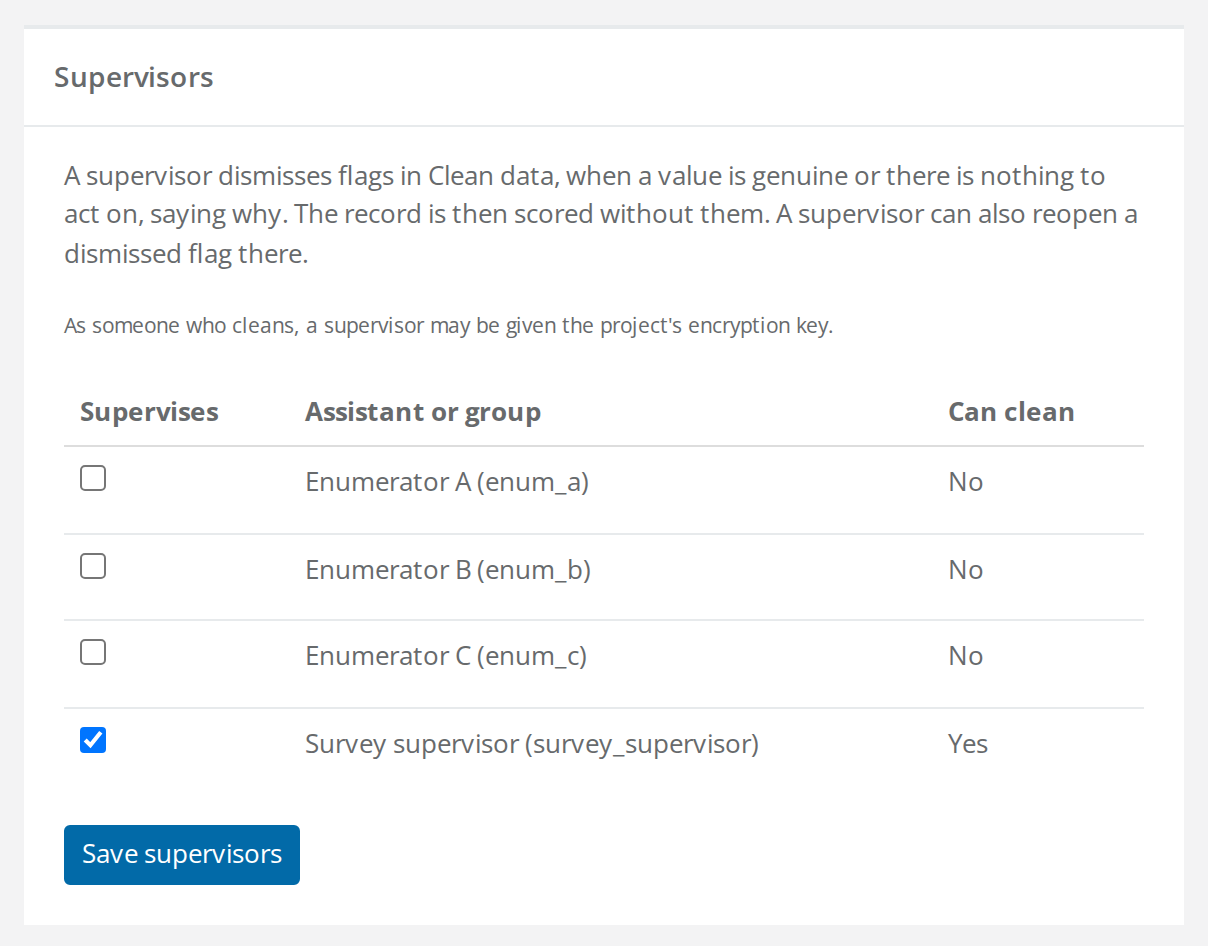 Supervisors
A supervisor dismisses flags in Clean data, when a value is genuine or there is nothing to
act on, saying why. The record is then scored without them. A supervisor can also reopen a
dismissed flag there.
As someone who cleans, a supervisor may be given the project's encryption key.
Supervises Assistant or group Can clean
Enumerator A (enum_a) No
Enumerator B (enum_b) No
Enumerator C (enum_c) No
Survey supervisor (survey_supervisor) Yes
Save supervisors